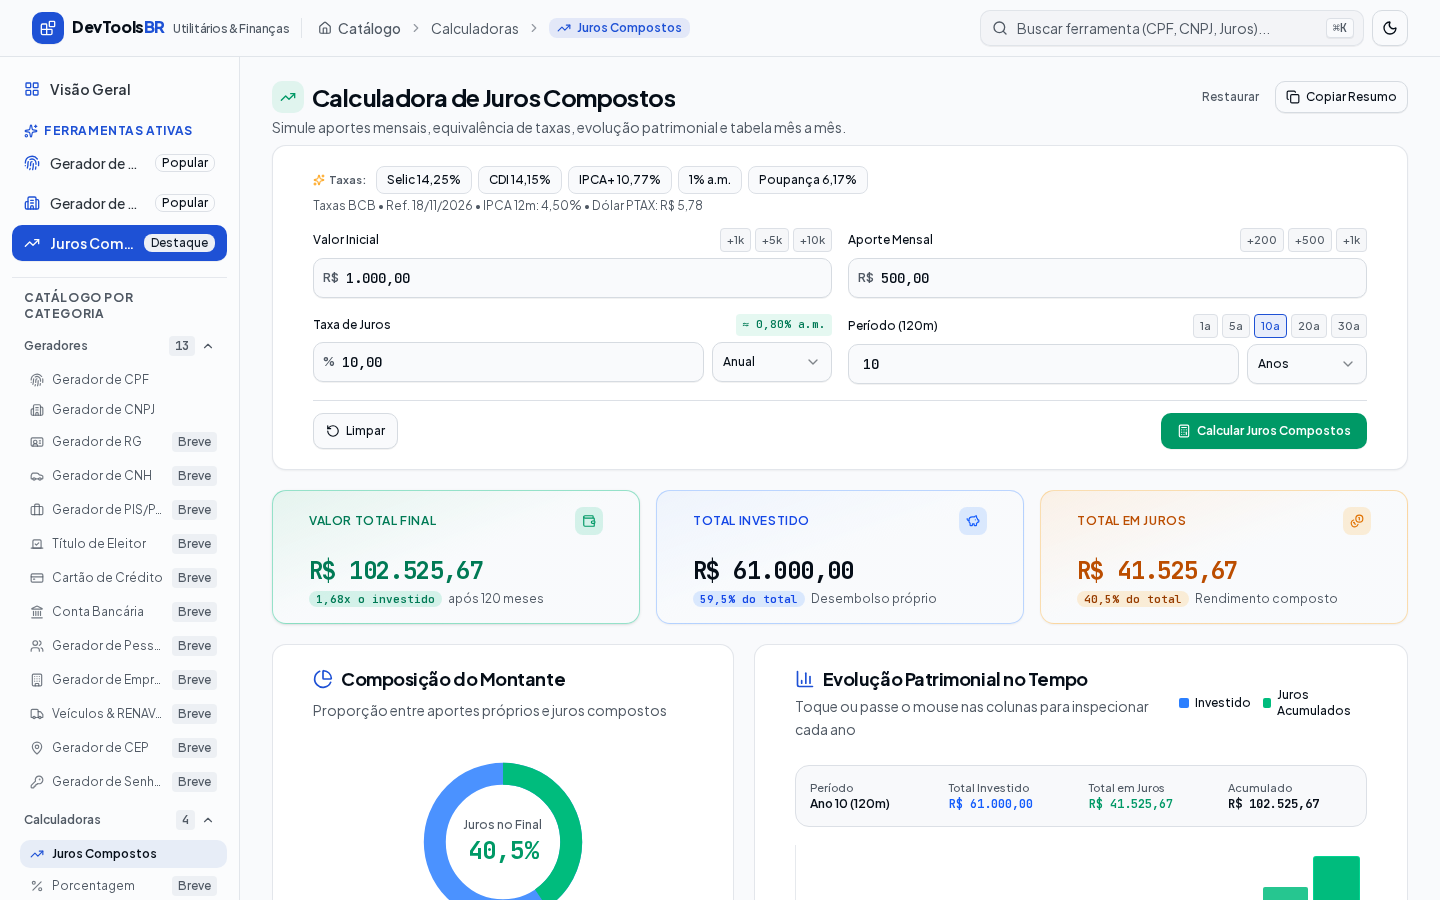 DevToolsBR Utilitários & Finanças
Catálogo > Calculadoras > Juros Compostos
Buscar ferramenta (CPF, CNPJ, Juros)... ⌘K
Visão Geral
FERRAMENTAS ATIVAS
Gerador de ... Popular
Gerador de ... Popular
Juros Com... Destaque
CATÁLOGO POR
CATEGORIA
Geradores 13
Gerador de CPF
Gerador de CNPJ
Gerador de RG Breve
Gerador de CNH Breve
Gerador de PIS/P... Breve
Título de Eleitor Breve
Cartão de Crédito Breve
Conta Bancária Breve
Gerador de Pess... Breve
Gerador de Empr... Breve
Veículos & RENAV... Breve
Gerador de CEP Breve
Gerador de Senh... Breve
Calculadoras 4
Juros Compostos
Porcentagem Breve
Calculadora de Juros Compostos
Restaurar
Copiar Resumo
Simule aportes mensais, equivalência de taxas, evolução patrimonial e tabela mês a mês.
Taxas: Selic 14,25% CDI 14,15% IPCA+ 10,77% 1% a.m. Poupança 6,17%
Taxas BCB • Ref. 18/11/2026 • IPCA 12m: 4,50% • Dólar PTAX: R$ 5,78
Valor Inicial +1k +5k +10k
R$ 1.000,00
Aporte Mensal +200 +500 +1k
R$ 500,00
Taxa de Juros ≈ 0,80% a.m.
% 10,00 Anual
Período (120m) 1a 5a 10a 20a 30a
10 Anos
Limpar
Calcular Juros Compostos
VALOR TOTAL FINAL
R$ 102.525,67
1,68x o investido após 120 meses
TOTAL INVESTIDO
R$ 61.000,00
59,5% do total Desembolso próprio
TOTAL EM JUROS
R$ 41.525,67
40,5% do total Rendimento composto
Composição do Montante
Proporção entre aportes próprios e juros compostos
Juros no Final
40,5%
Evolução Patrimonial no Tempo
Toque ou passe o mouse nas colunas para inspecionar
cada ano
Investido
Juros
Acumulados
Período Total Investido Total em Juros Acumulado
Ano 10 (120m) R$ 61.000,00 R$ 41.525,67 R$ 102.525,67